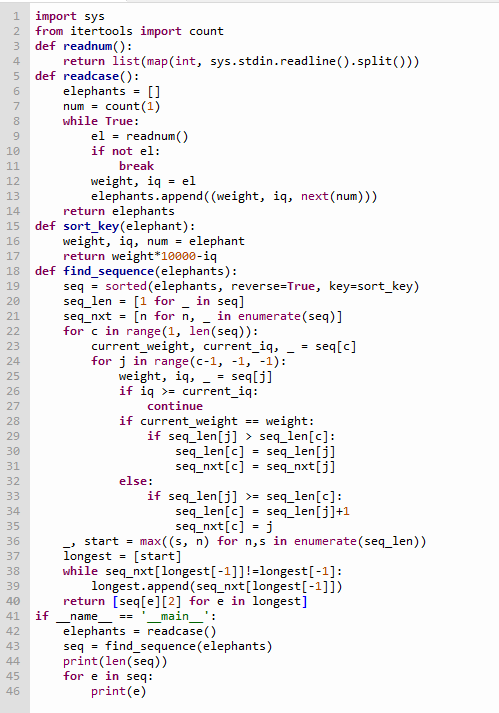 1 import sys
2 from itertools import count
3 def readnum():
4     return list(map(int, sys.stdin.readline().split()))
5 def readcase():
6     elephants = []
7     num = count(1)
8     while True:
9         el = readnum()
10         if not el:
11             break
12         weight, iq = el
13         elephants.append((weight, iq, next(num)))
14     return elephants
15 def sort_key(elephant):
16     weight, iq, num = elephant
17     return weight*10000-iq
18 def find_sequence(elephants):
19     seq = sorted(elephants, reverse=True, key=sort_key)
20     seq_len = [1 for _ in seq]
21     seq_nxt = [n for n, _ in enumerate(seq)]
22     for c in range(1, len(seq)):
23         current_weight, current_iq, _ = seq[c]
24         for j in range(c-1, -1, -1):
25             weight, iq, _ = seq[j]
26             if iq >= current_iq:
27                 continue
28             if current_weight == weight:
29                 if seq_len[j] > seq_len[c]:
30                     seq_len[c] = seq_len[j]
31                     seq_nxt[c] = seq_nxt[j]
32             else:
33                 if seq_len[j] >= seq_len[c]:
34                     seq_len[c] = seq_len[j]+1
35                     seq_nxt[c] = j
36     _, start = max((s, n) for n,s in enumerate(seq_len))
37     longest = [start]
38     while seq_nxt[longest[-1]]!=longest[-1]:
39         longest.append(seq_nxt[longest[-1]])
40     return [seq[e][2] for e in longest]
41 if __name__ == '__main__':
42     elephants = readcase()
43     seq = find_sequence(elephants)
44     print(len(seq))
45     for e in seq:
46         print(e)